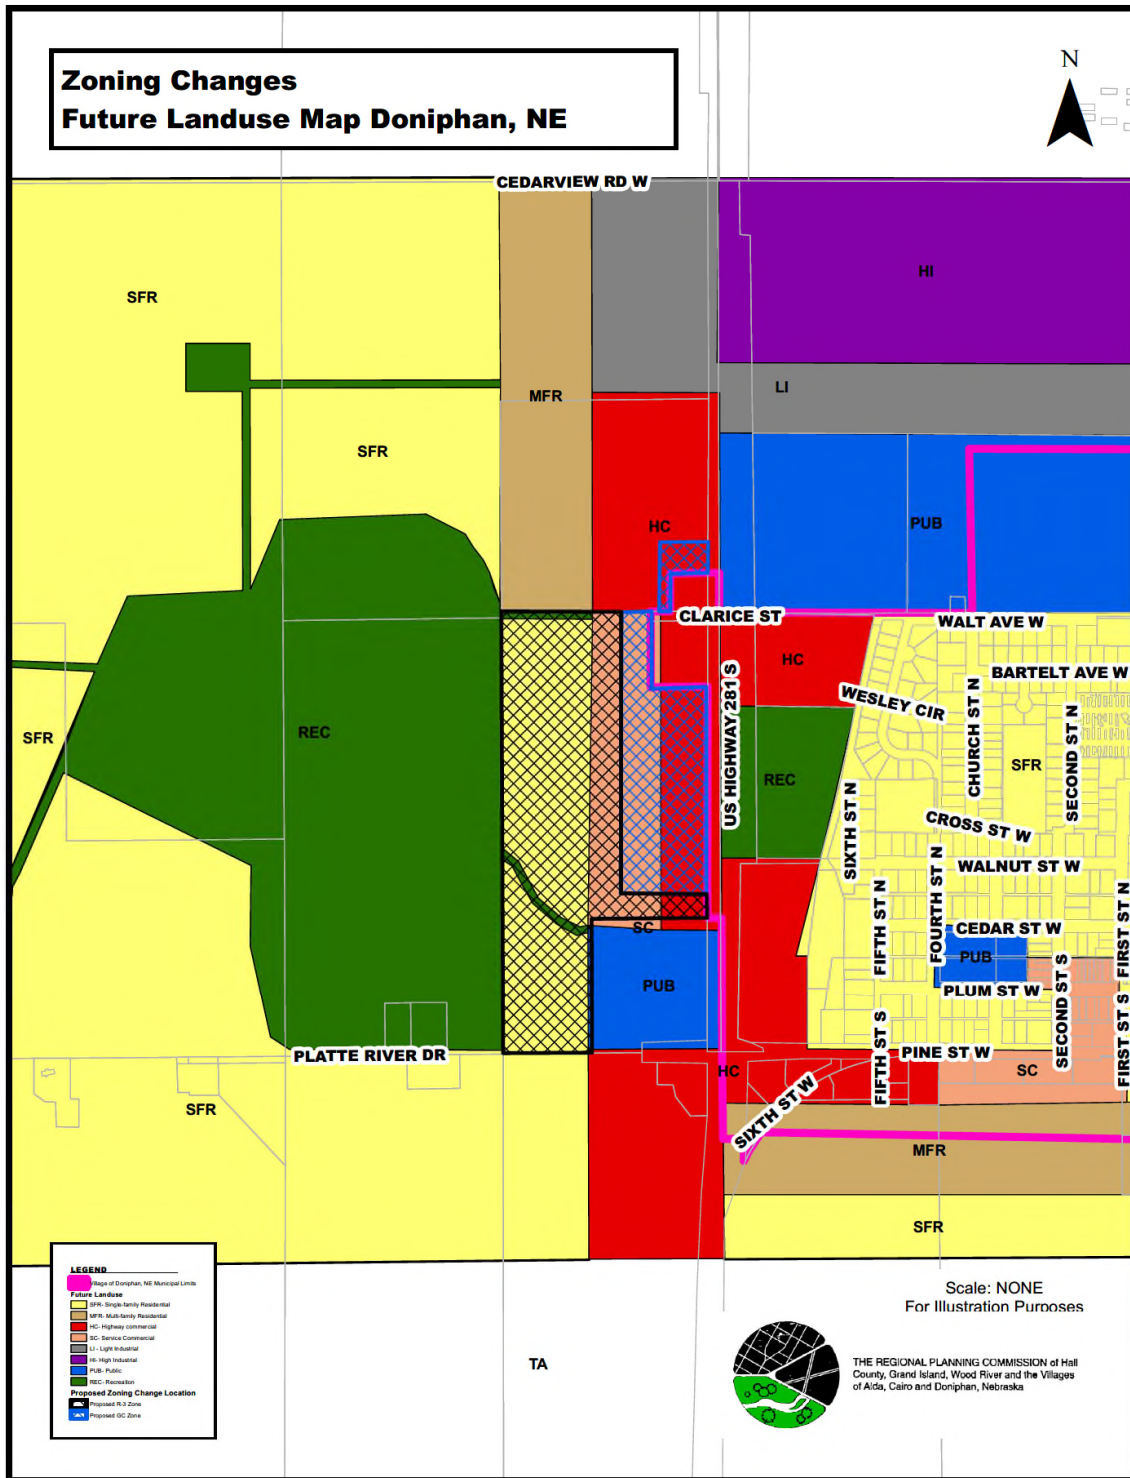 Zoning Changes
Future Landuse Map Doniphan, NE
N
CEDARVIEW RD W
SFR
HI
LI
MFR
SFR
HC
PUB
CLARICE ST
WALT AVE W
HC
BARTELT AVE W
WESLEY CIR
CHURCH ST N
SECOND ST N
US HIGHWAY 281 S
SFR
REC
SFR
REC
SIXTH ST N
CROSS ST W
WALNUT ST W
FIFTH ST N
FOURTH ST N
FIRST ST N
SC
CEDAR ST W
PUB
PUB
PLUM ST W
SECOND ST S
FIRST ST S
FIFTH ST S
PLATTE RIVER DR
PINE ST W
HC
SC
SFR
SIXTH ST W
MFR
SFR
LEGEND
Village of Doniphan, NE Municipal Limits
Future Landuse
SFR- Single-family Residential
MFR- Multi-family Residential
HC- Highway commercial
SC- Service Commercial
LI - Light Industrial
HI- High Industrial
PUB- Public
REC- Recreation
Proposed Zoning Change Location
Proposed R-3 Zone
Proposed GC Zone
Scale: NONE
For Illustration Purposes
TA
THE REGIONAL PLANNING COMMISSION of Hall
County, Grand Island, Wood River and the Villages
of Alda, Cairo and Doniphan, Nebraska